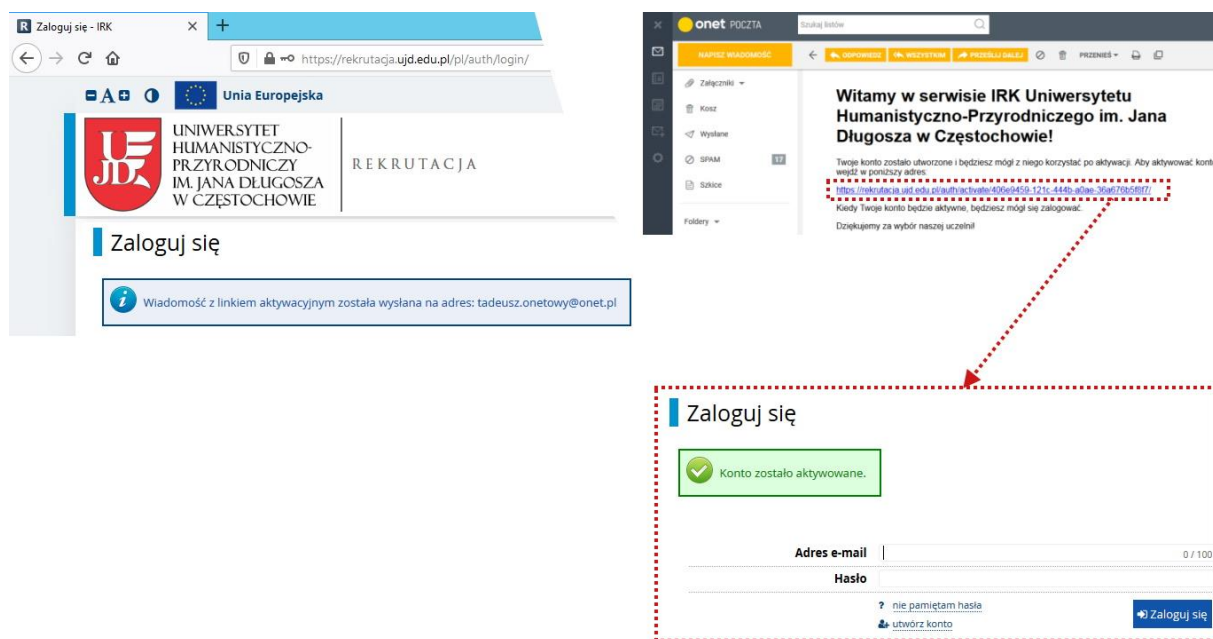 Zaloguj się - IRK
https://rekrutacja.ujd.edu.pl/pl/auth/login/
A
Unia Europejska
UJD
UNIWERSYTET
HUMANISTYCZNO-
PRZYRODNICZY
IM. JANA DŁUGOSZA
W CZĘSTOCHOWIE
REKRUTACJA
Zaloguj się
Wiadomość z linkiem aktywacyjnym została wysłana na adres: tadeusz.onetowy@onet.pl
onet POCZTA
Szukaj listów
NAPISZ WIADOMOŚĆ
ODPOWIEDZ
WSZYSTKIM
PRZEŚLIJ DALEJ
PRZENIEŚ
Załączniki
Kosz
Wysłane
SPAM 17
Szkice
Foldery
Witamy w serwisie IRK Uniwersytetu
Humanistyczno-Przyrodniczego im. Jana
Długosza w Częstochowie!
Twoje konto zostało utworzone i będziesz mógł z niego korzystać po aktywacji. Aby aktywować konto
wejdź w poniższy adres:
https://rekrutacja.ujd.edu.pl/auth/activate/406e9459-121c-444b-a0ae-36a676b5f6f7/
Kiedy Twoje konto będzie aktywne, będziesz mógł się zalogować.
Dziękujemy za wybór naszej uczelni!
Zaloguj się
Konto zostało aktywowane.
Adres e-mail
0 / 100
Hasło
? nie pamiętam hasła
utwórz konto
Zaloguj się